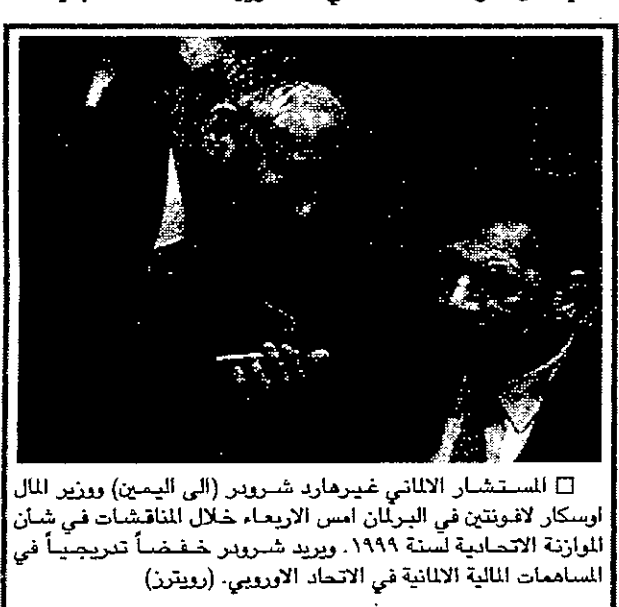 □ المستشار الالماني غيرهارد شرودر (الى اليمين) ووزير المال
اوسكار لافونتين في البرلمان امس الاربعاء خلال المناقشات في شان
الموازنة الاتحادية لسنة ١٩٩٩. ويريد شرودر خفضاً تدريجياً في
المساهمات المالية الالمانية في الاتحاد الاوروبي. (رويترز)